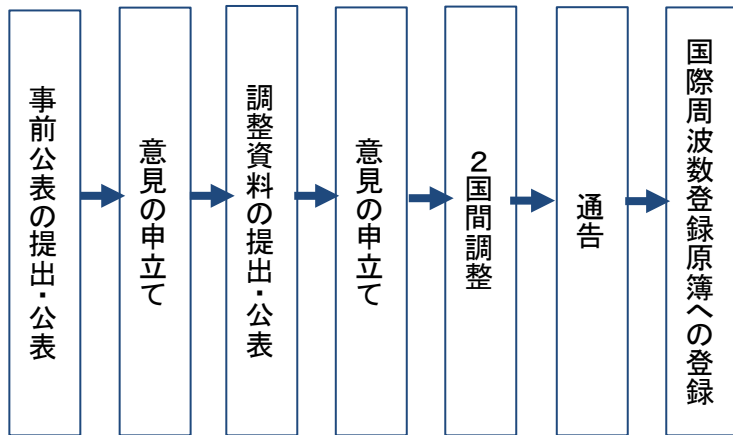 事前公表の提出・公表
意見の申立て
調整資料の提出・公表
意見の申立て
２国間調整
通告
国際周波数登録原簿への登録